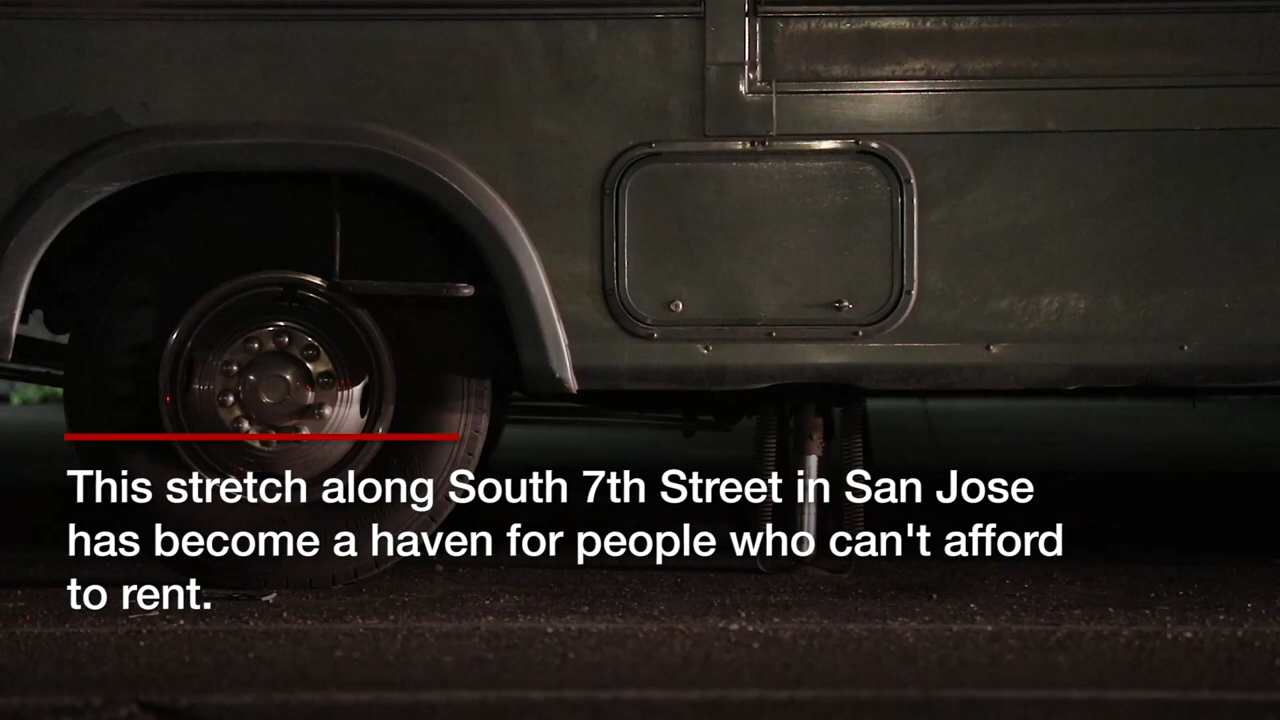 This stretch along South 7th Street in San Jose
has become a haven for people who can't afford
to rent.